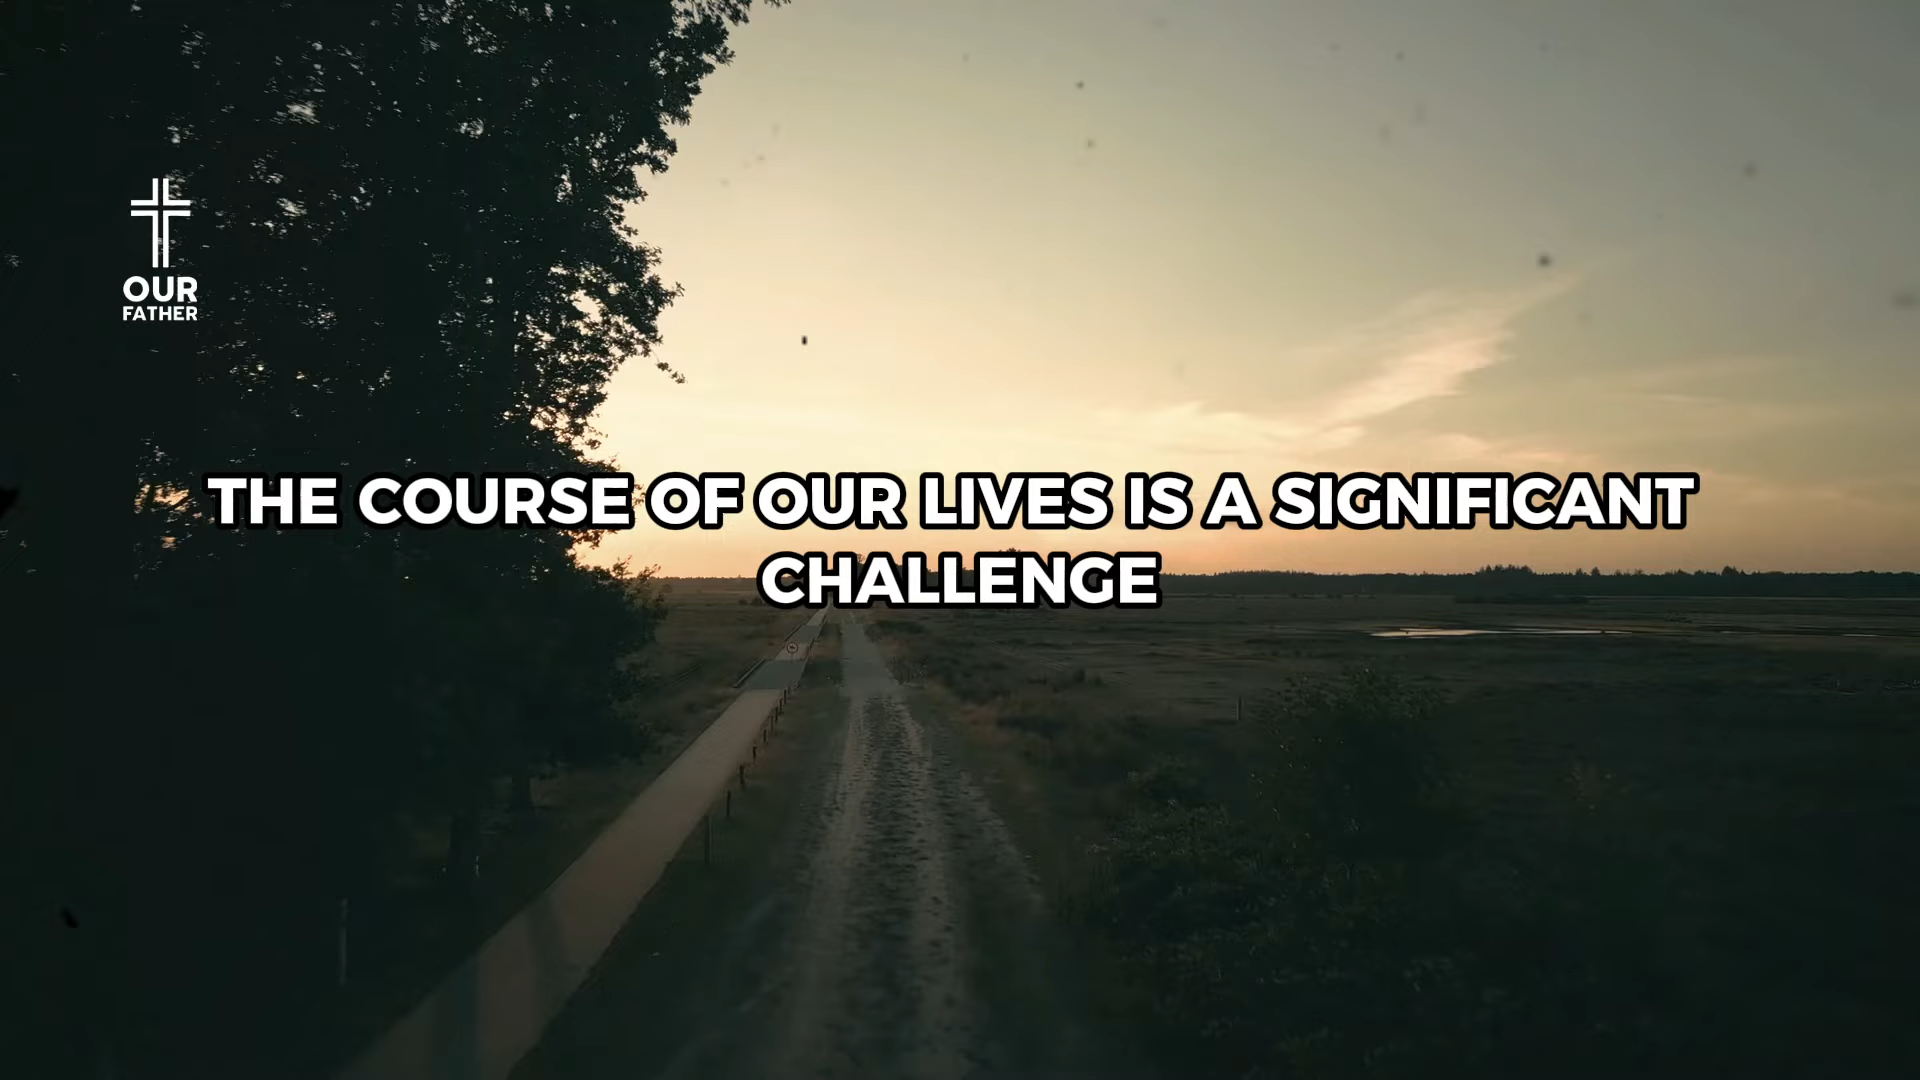 OUR
FATHER
THE COURSE OF OUR LIVES IS A SIGNIFICANT
CHALLENGE